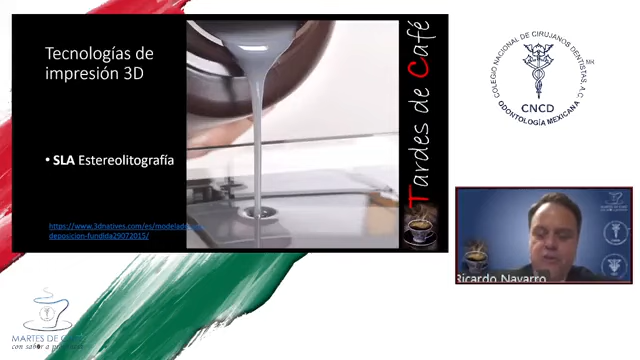 Tecnologías de
impresión 3D
• SLA Estereolitografía
https://www.3dnatives.com/es/modelado
deposicion-fundida29072015/
Tardes de Café
COLEGIO NACIONAL DE CIRUJANOS DENTISTAS, A.C.
MR
CNCD
ODONTOLOGÍA MEXICANA
Ricardo Navarro
MARTES DE
con sabor a